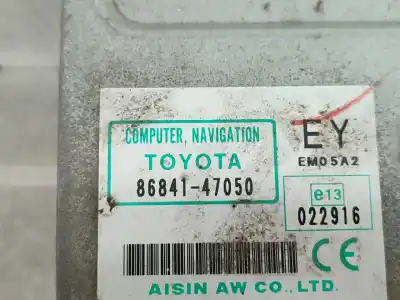 COMPUTER, NAVIGATION
TOYOTA
86841-47050
EY
EM05A2
e13
022916
CE
AISIN AW CO., LTD.